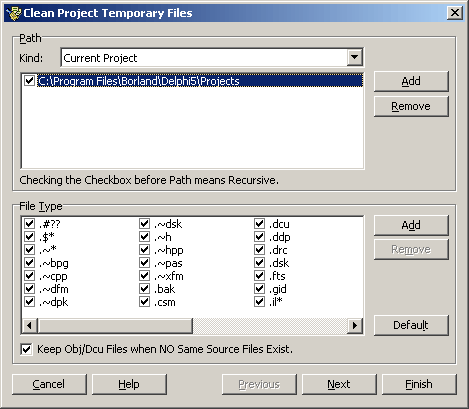 Clean Project Temporary Files
Path
Kind: Current Project
C:\Program Files\Borland\Delphi5\Projects
Add
Remove
Checking the Checkbox before Path means Recursive.
File Type
.#?? .~dsk .dcu
.$* .~h .ddp
.~* .~hpp .drc
.~bpg .~pas .dsk
.~cpp .~xfm .fts
.~dfm .bak .gid
.~dpk .csm .il*
Add
Remove
Default
Keep Obj/Dcu Files when NO Same Source Files Exist.
Cancel Help Previous Next Finish